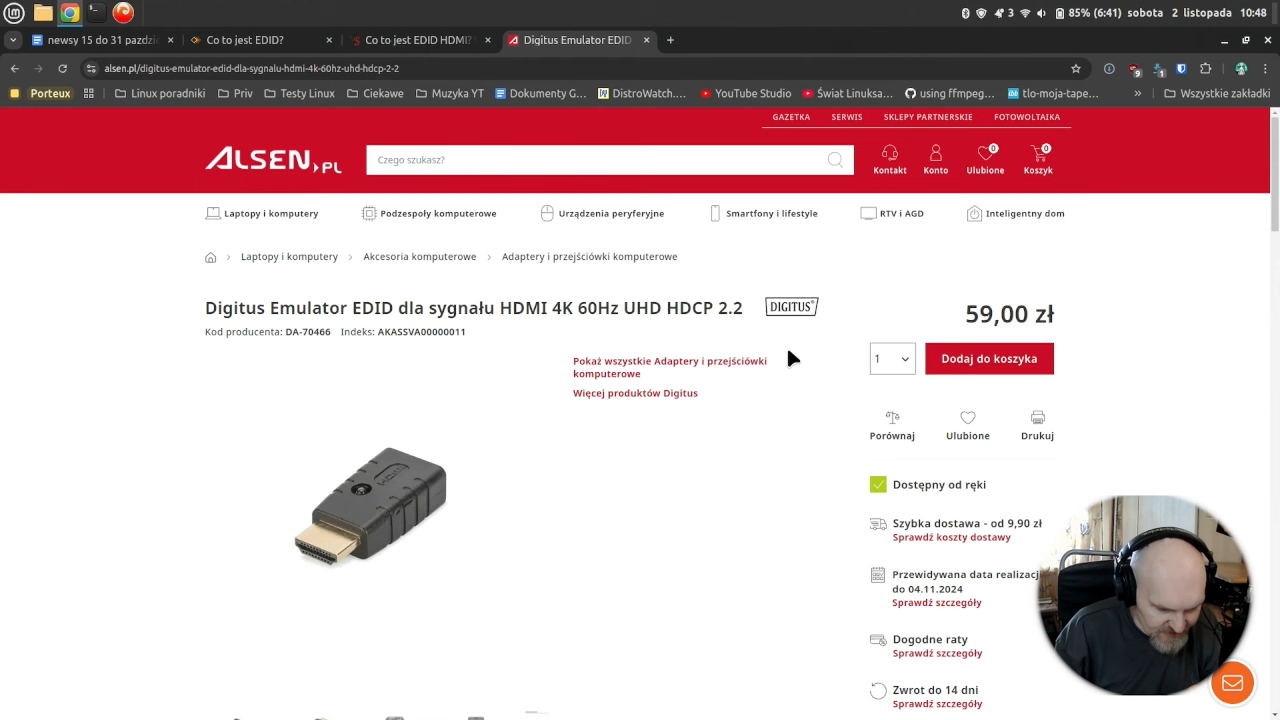 85% (6:41) sobota 2 listopada 10:48
newsy 15 do 31 pazdzie
Co to jest EDID?
Co to jest EDID HDMI?
Digitus Emulator EDID
alsen.pl/digitus-emulator-edid-dla-sygnalu-hdmi-4k-60hz-uhd-hdcp-2-2
Porteux
Linux poradniki
Priv
Testy Linux
Ciekawe
Muzyka YT
Dokumenty G...
DistroWatch....
YouTube Studio
Świat Linuksa...
using ffmpeg...
tlo-moja-tape...
Wszystkie zakładki
GAZETKA SERWIS SKLEPY PARTNERSKIE FOTOWOLTAIKA
ALSEN.PL
Czego szukasz?
0 0
Kontakt Konto Ulubione Koszyk
Laptopy i komputery Podzespoły komputerowe Urządzenia peryferyjne Smartfony i lifestyle RTV i AGD Inteligentny dom
Laptopy i komputery > Akcesoria komputerowe > Adaptery i przejściówki komputerowe
Digitus Emulator EDID dla sygnału HDMI 4K 60Hz UHD HDCP 2.2
DIGITUS®
59,00 zł
Kod producenta: DA-70466 Indeks: AKASSVA00000011
Pokaż wszystkie Adaptery i przejściówki
komputerowe
Więcej produktów Digitus
1
Dodaj do koszyka
Porównaj Ulubione Drukuj
HDMI
Dostępny od ręki
Szybka dostawa - od 9,90 zł
Sprawdź koszty dostawy
Przewidywana data realizacji
do 04.11.2024
Sprawdź szczegóły
Dogodne raty
Sprawdź szczegóły
Zwrot do 14 dni
Sprawdź szczegóły